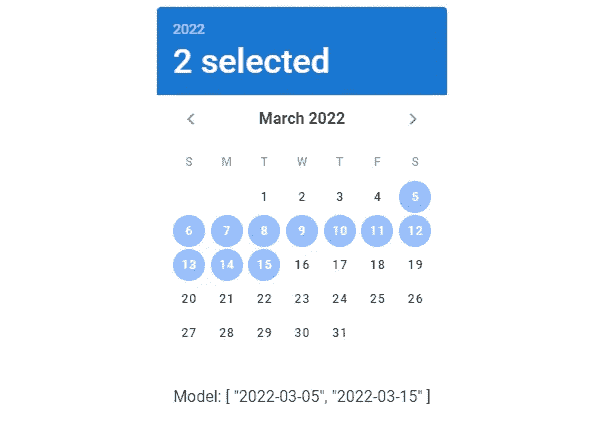 2022
2 selected
March 2022
S M T W T F S
1 2 3 4 5
6 7 8 9 10 11 12
13 14 15 16 17 18 19
20 21 22 23 24 25 26
27 28 29 30 31
Model: [ "2022-03-05", "2022-03-15" ]